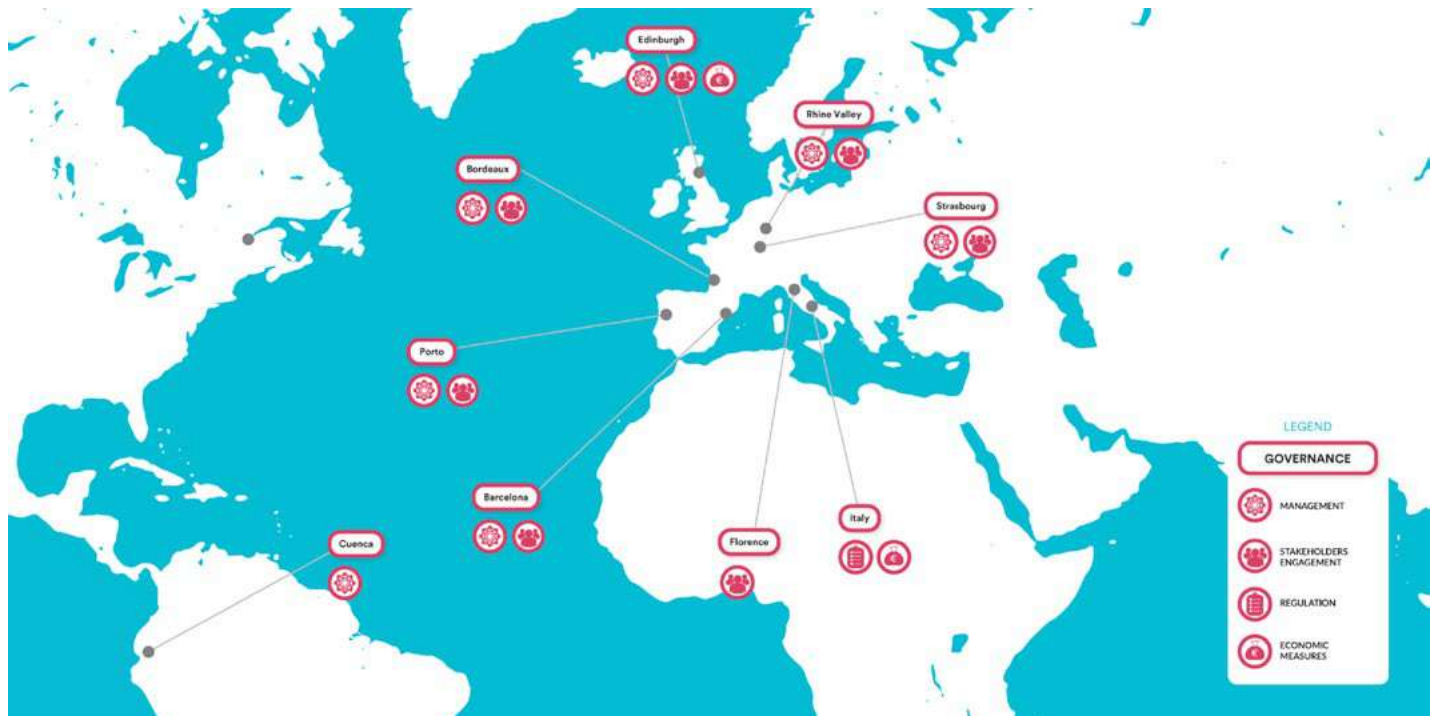 Edinburgh
Rhine Valley
Bordeaux
Strasbourg
Porto
Barcelona
Cuenca
Florence
Italy
LEGEND
GOVERNANCE
MANAGEMENT
STAKEHOLDERS
ENGAGEMENT
REGULATION
ECONOMIC
MEASURES